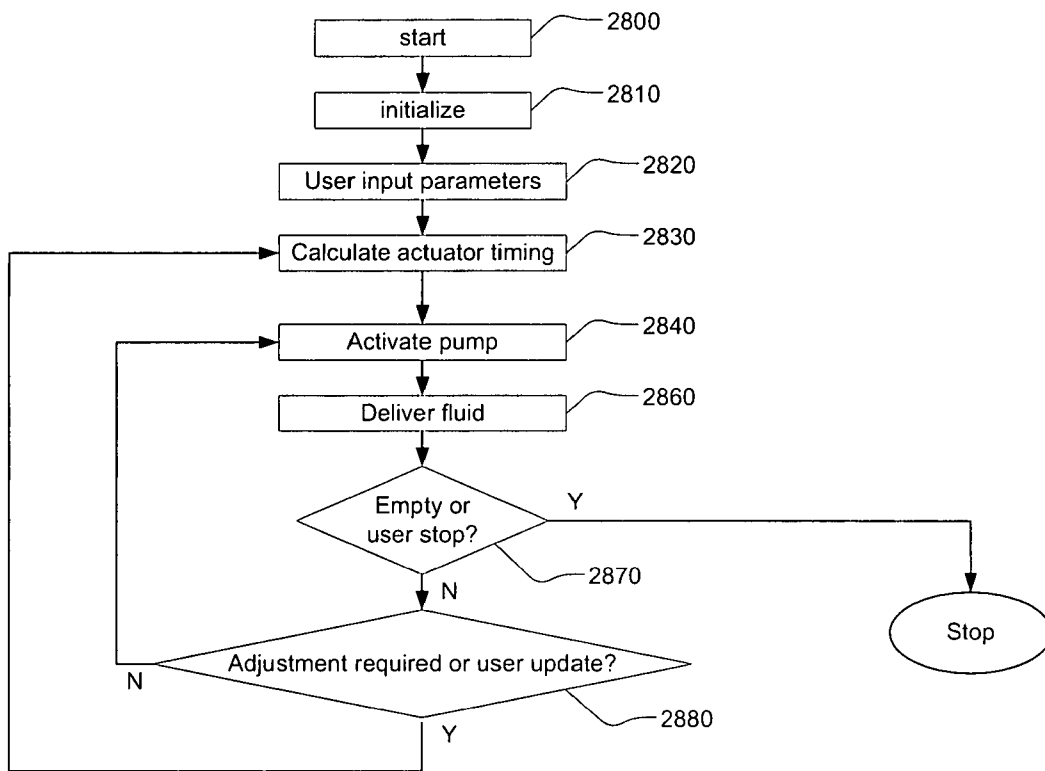 start
2800
initialize
2810
User input parameters
2820
Calculate actuator timing
2830
Activate pump
2840
Deliver fluid
2860
Empty or
user stop?
Y
2870
N
Stop
Adjustment required or user update?
N
2880
Y